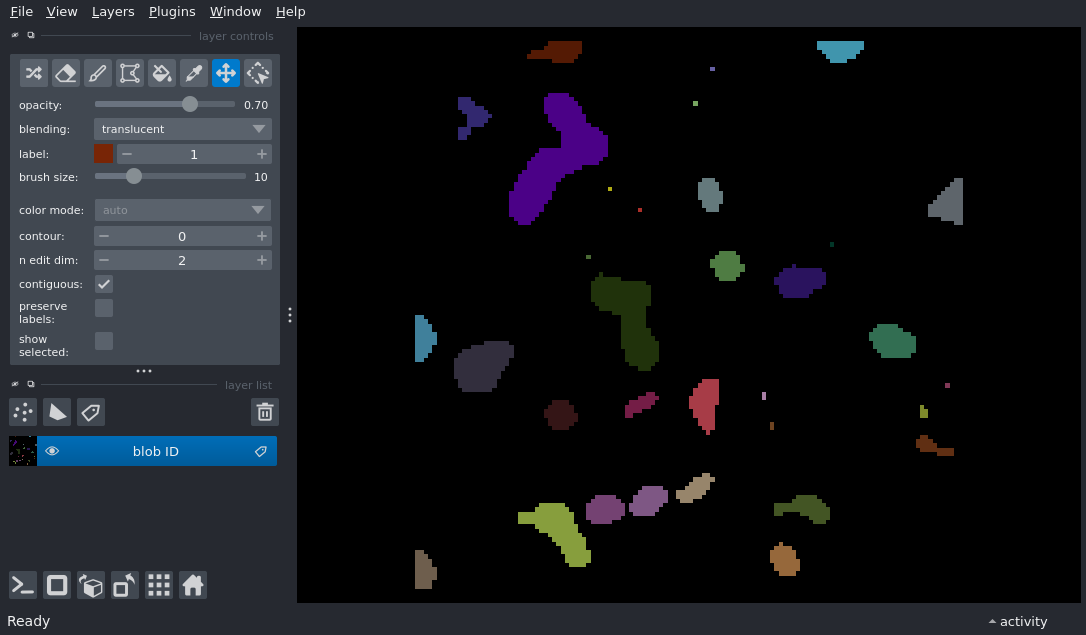 File View Layers Plugins Window Help
layer controls
opacity: 0.70
blending: translucent
label: 1
brush size: 10
color mode: auto
contour: 0
n edit dim: 2
contiguous:
preserve
labels:
show
selected:
layer list
blob ID
Ready
activity